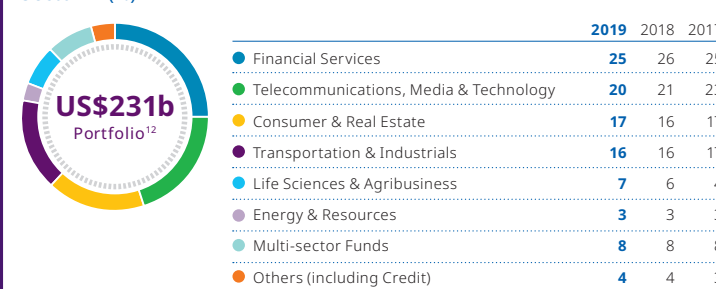 2019 2018
US$231b
Portfolio12
Financial Services 25 26
Telecommunications, Media & Technology 20 21
Consumer & Real Estate 17 16
Transportation & Industrials 16 16
Life Sciences & Agribusiness 7 6
Energy & Resources 3 3
Multi-sector Funds 8 8
Others (including Credit) 4 4